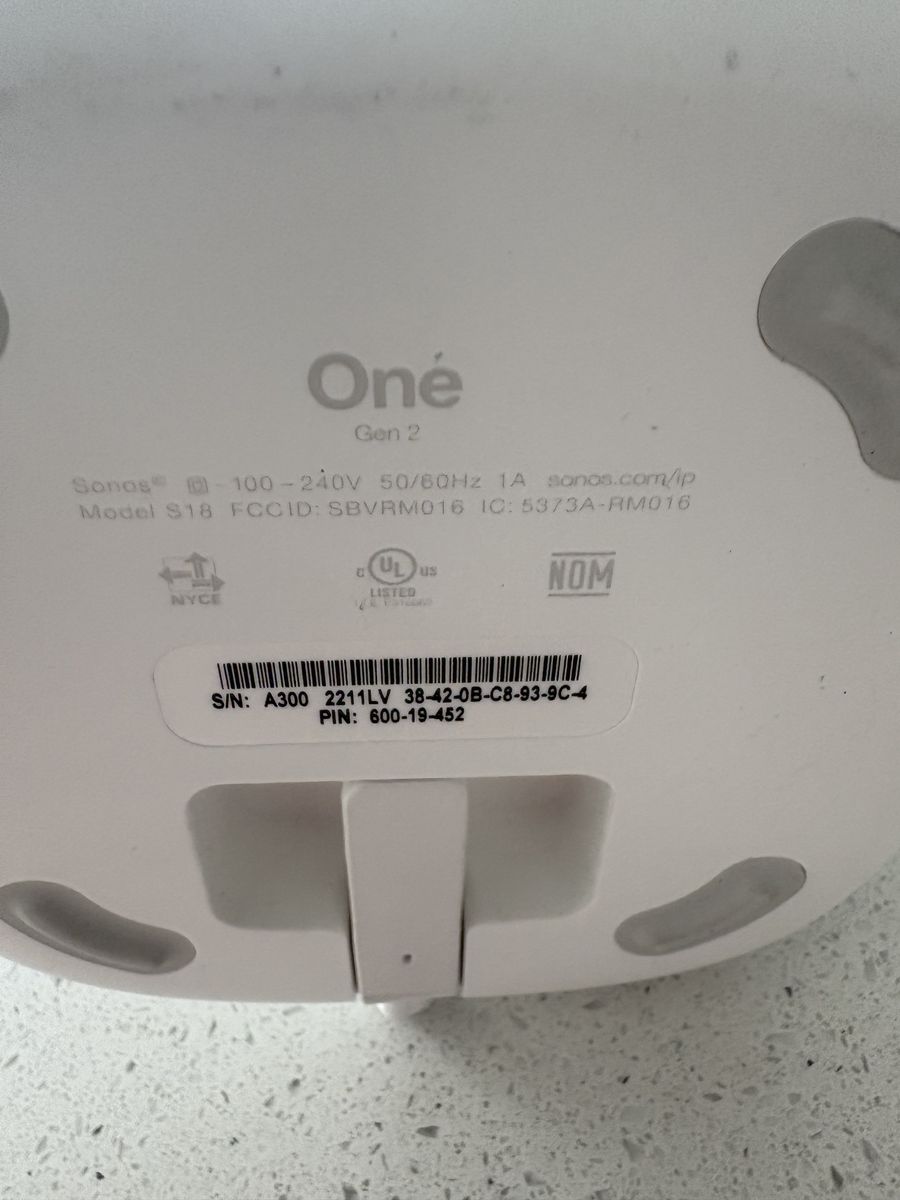 One
Gen 2
Sonos® 100-240V 50/60Hz 1A sonos.com/ip
Model S18 FCCID: SBVRM016 IC: 5373A-RM016
NYCE
c UL us
LISTED
NOM
S/N: A300 2211LV 38-42-0B-C8-93-9C-4
PIN: 600-19-452